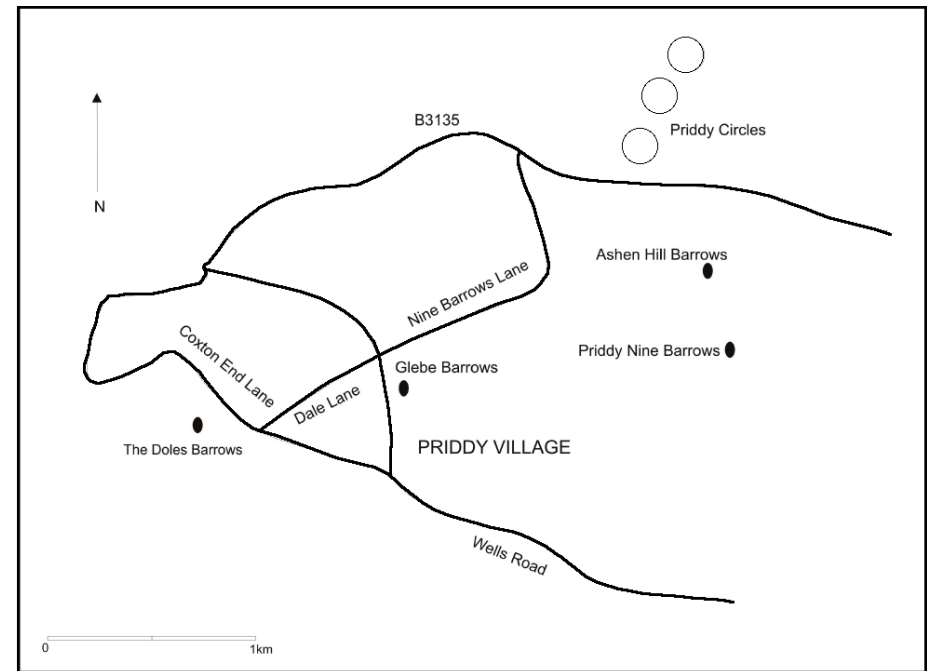 B3135
Priddy Circles
N
Ashen Hill Barrows
Nine Barrows Lane
Coxton End Lane
Priddy Nine Barrows
Glebe Barrows
Dale Lane
The Doles Barrows
PRIDDY VILLAGE
Wells Road
0
1km